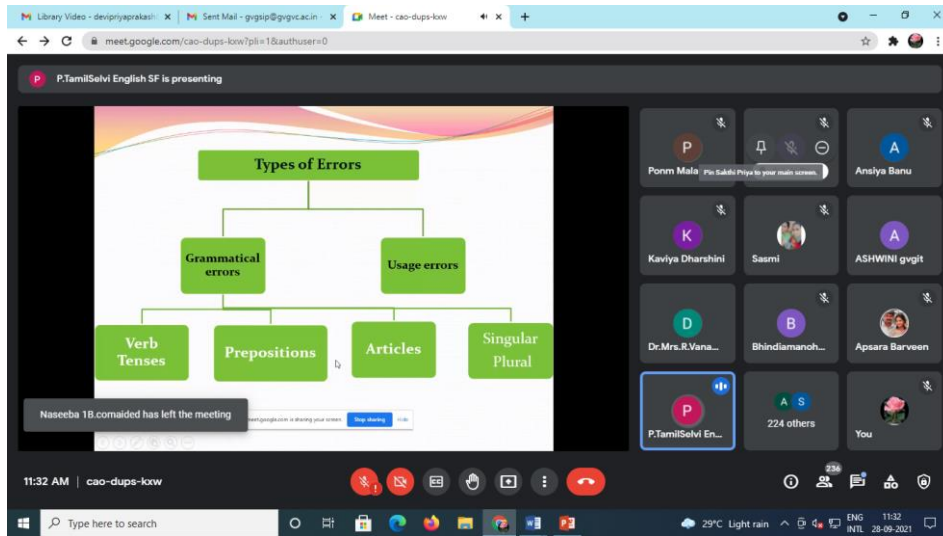 Library Video - devipriyaprakash
Sent Mail - gvgsip@gvgvc.ac.in -
Meet - cao-dups-kxw
meet.google.com/cao-dups-kxw?pli=1&authuser=0
P
P.TamilSelvi English SF is presenting
Types of Errors
Grammatical
errors
Usage errors
Verb
Tenses
Prepositions
Articles
Singular
Plural
is sharing your screen.
Stop sharing
Hide
Naseeba 1B.comaided has left the meeting
P
Ponm Mala
Pin Sakthi Priya to your main screen.
A
Ansiya Banu
K
Kaviya Dharshini
Sasmi
A
ASHWINI gvgit
D
Dr.Mrs.R.Vana...
B
Bhindiamanoh...
Apsara Barveen
P
P.TamilSelvi En...
A S
224 others
You
11:32 AM | cao-dups-kxw
CC
236
Type here to search
29°C Light rain
ENG
INTL
11:32
28-09-2021